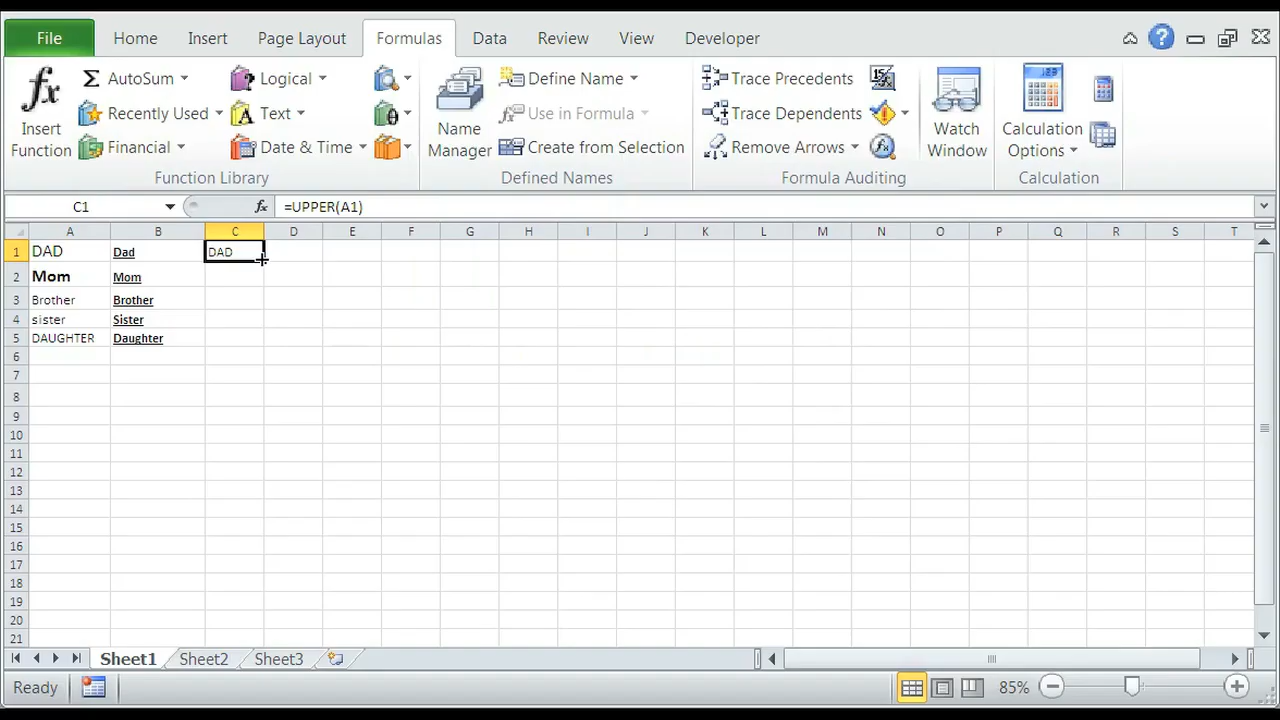 File Home Insert Page Layout Formulas Data Review View Developer
fx Insert Function
Σ AutoSum
Recently Used
Financial
Logical
Text
Date & Time
Function Library
Name Manager
Define Name
Use in Formula
Create from Selection
Defined Names
Trace Precedents
Trace Dependents
Remove Arrows
Formula Auditing
Watch Window
Calculation Options
Calculation
C1 fx =UPPER(A1)
A B C D E F G H I J K L M N O P Q R S T
1 DAD Dad DAD
2 Mom Mom
3 Brother Brother
4 sister Sister
5 DAUGHTER Daughter
6
7
8
9
10
11
12
13
14
15
16
17
18
19
20
21
Sheet1 Sheet2 Sheet3
Ready 85%